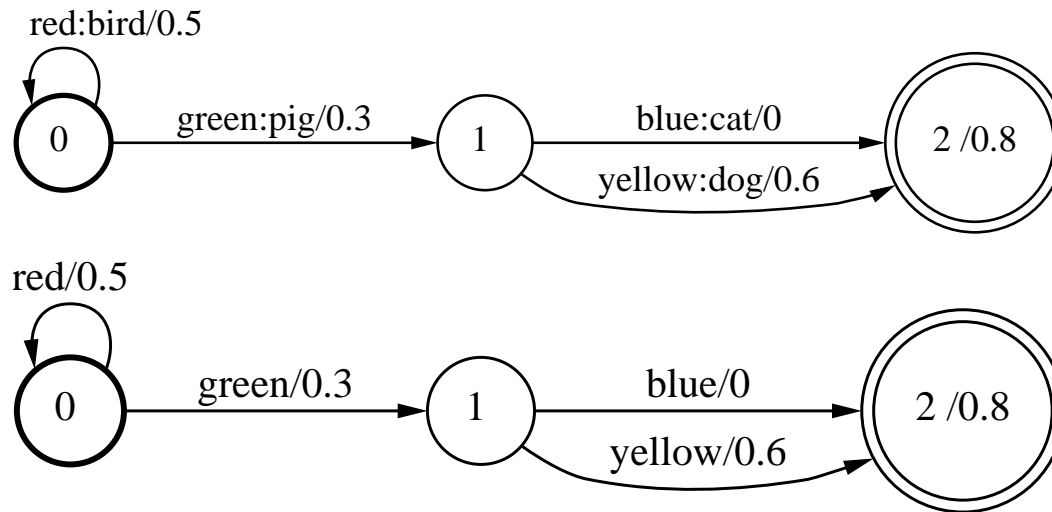 red:bird/0.5
green:pig/0.3
blue:cat/0
0
1
2 /0.8
yellow:dog/0.6
red/0.5
green/0.3
blue/0
0
1
2 /0.8
yellow/0.6